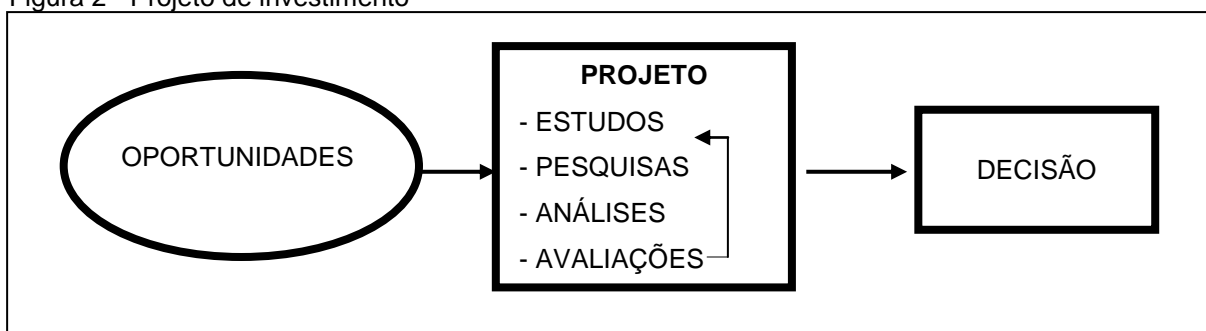 Figura 2 - Projeto de investimento
OPORTUNIDADES
PROJETO
- ESTUDOS
- PESQUISAS
- ANÁLISES
- AVALIAÇÕES
DECISÃO